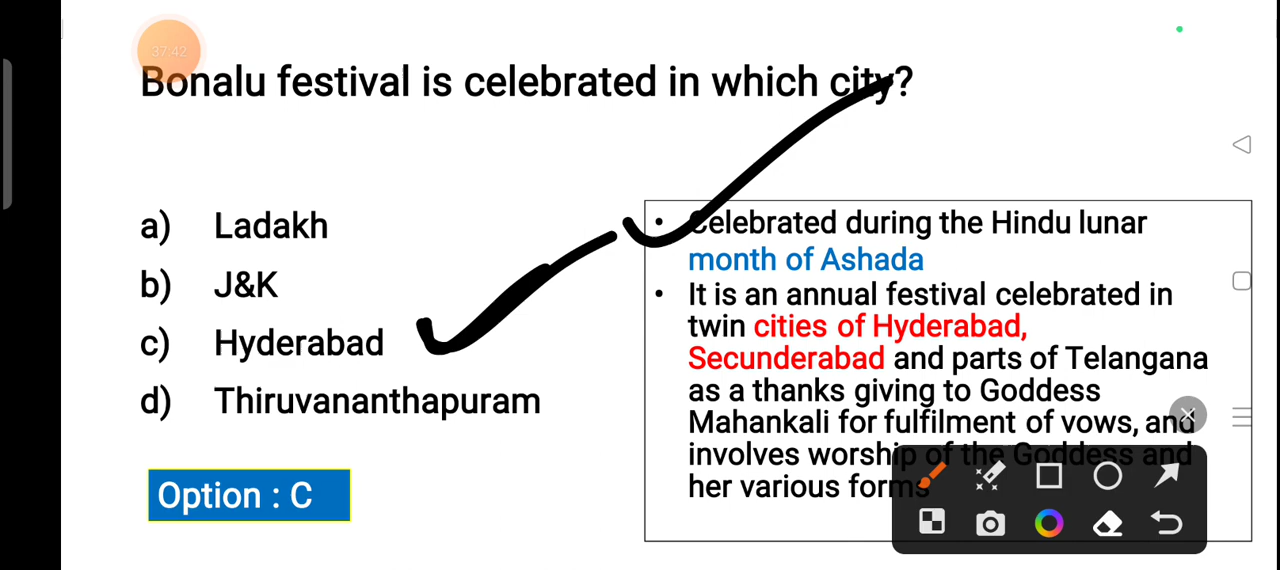 37:42
Bonalu festival is celebrated in which city?
a) Ladakh
b) J&K
c) Hyderabad
d) Thiruvananthapuram
Option : C
• Celebrated during the Hindu lunar
month of Ashada
• It is an annual festival celebrated in
twin cities of Hyderabad,
Secunderabad and parts of Telangana
as a thanks giving to Goddess
Mahankali for fulfilment of vows, and
involves worship of the Goddess and
her various forms